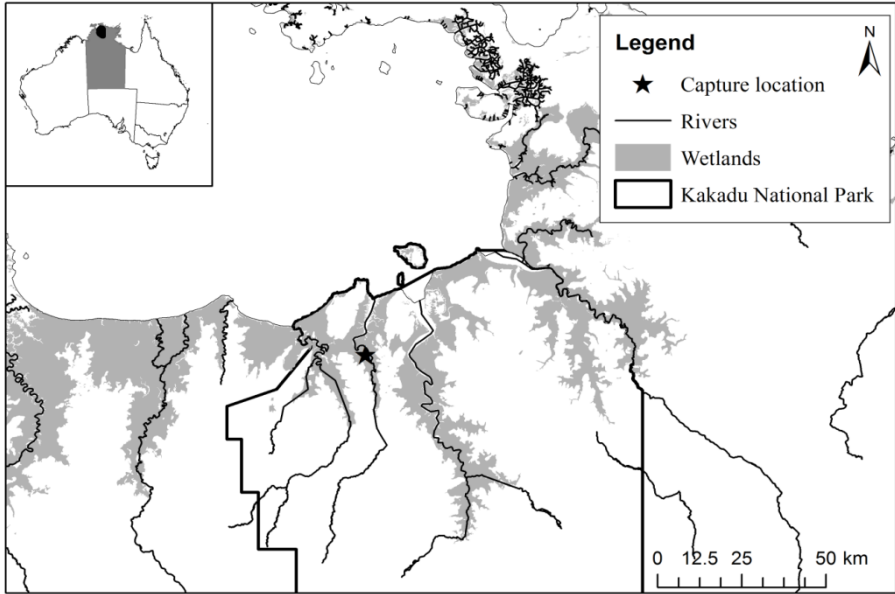 Legend
N
Capture location
Rivers
Wetlands
Kakadu National Park
0 12.5 25 50 km